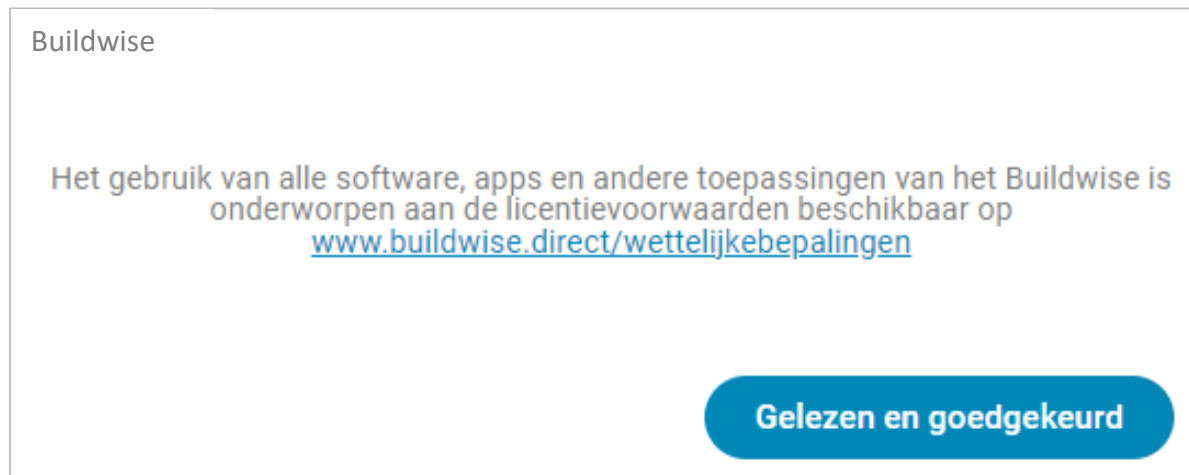 Buildwise
Het gebruik van alle software, apps en andere toepassingen van het Buildwise is
onderworpen aan de licentievoorwaarden beschikbaar op
www.buildwise.direct/wettelijkebepalingen
Gelezen en goedgekeurd